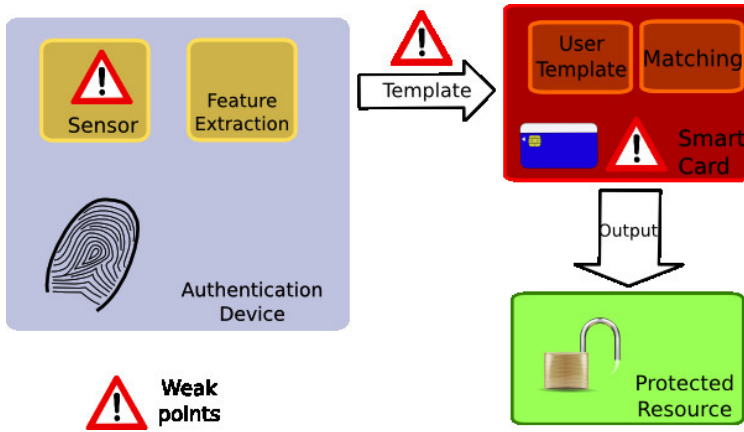 Sensor
Feature
Extraction
Authentication
Device
Template
User
Template
Matching
Smart
Card
Output
Protected
Resource
Weak
points